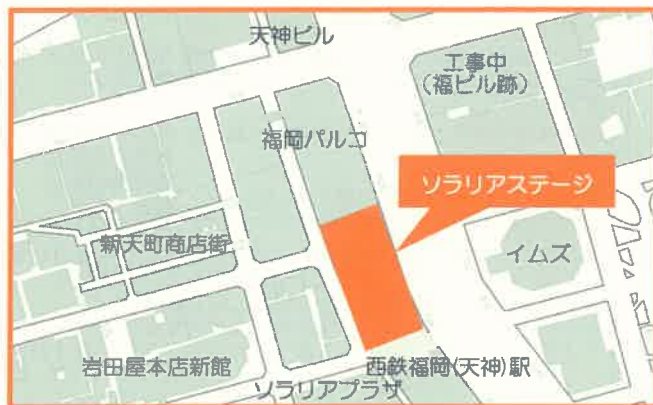 天神ビル
工事中
(福ビル跡)
福岡パルコ
ソラリアステージ
新天町商店街
イムズ
岩田屋本店新館
西鉄福岡(天神)駅
ソラリアプラザ